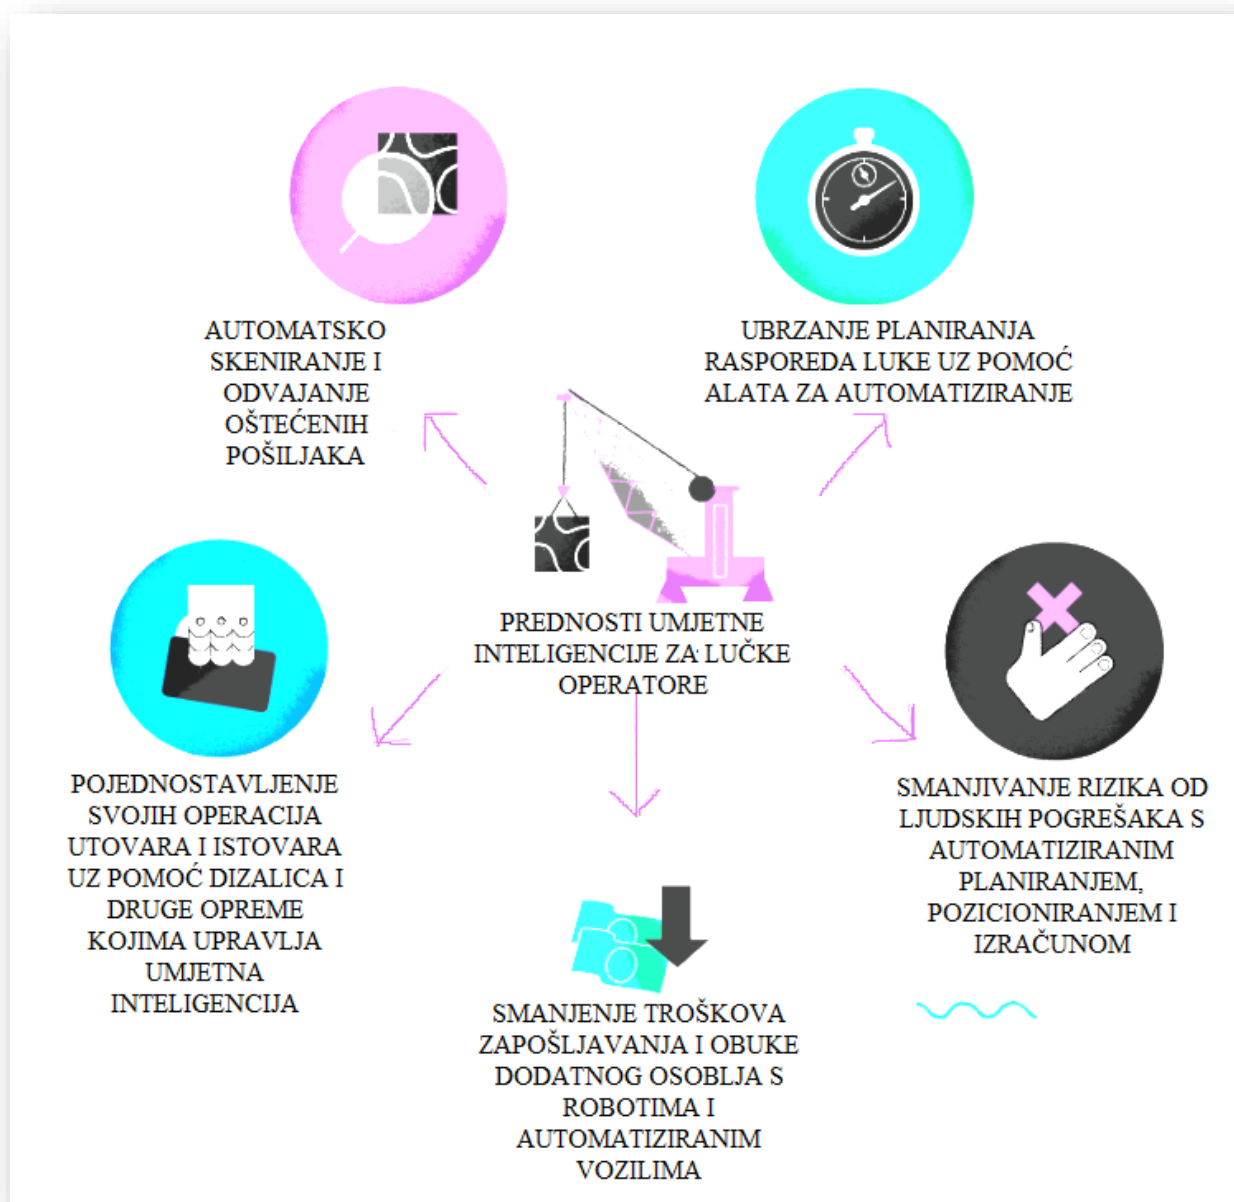 AUTOMATSKO
SKENIRANJE I
ODVAJANJE
OŠTEĆENIH
POŠILJAKA
UBRZANJE PLANIRANJA
RASPOREDA LUKE UZ POMOĆ
ALATA ZA AUTOMATIZIRANJE
PREDNOSTI UMJETNE
INTELIGENCIJE ZA LUČKE
OPERATORE
POJEDNOSTAVLJENJE
SVOJIH OPERACIJA
UTOVARA I ISTOVARA
UZ POMOĆ DIZALICA I
DRUGE OPREME
KOJIMA UPRAVLJA
UMJETNA
INTELIGENCIJA
SMANJIVANJE RIZIKA OD
LJUDSKIH POGREŠAKA S
AUTOMATIZIRANIM
PLANIRANJEM,
POZICIONIRANJEM I
IZRAČUNOM
SMANJENJE TROŠKOVA
ZAPOŠLJAVANJA I OBUKE
DODATNOG OSOBLJA S
ROBOTIMA I
AUTOMATIZIRANIM
VOZILIMA